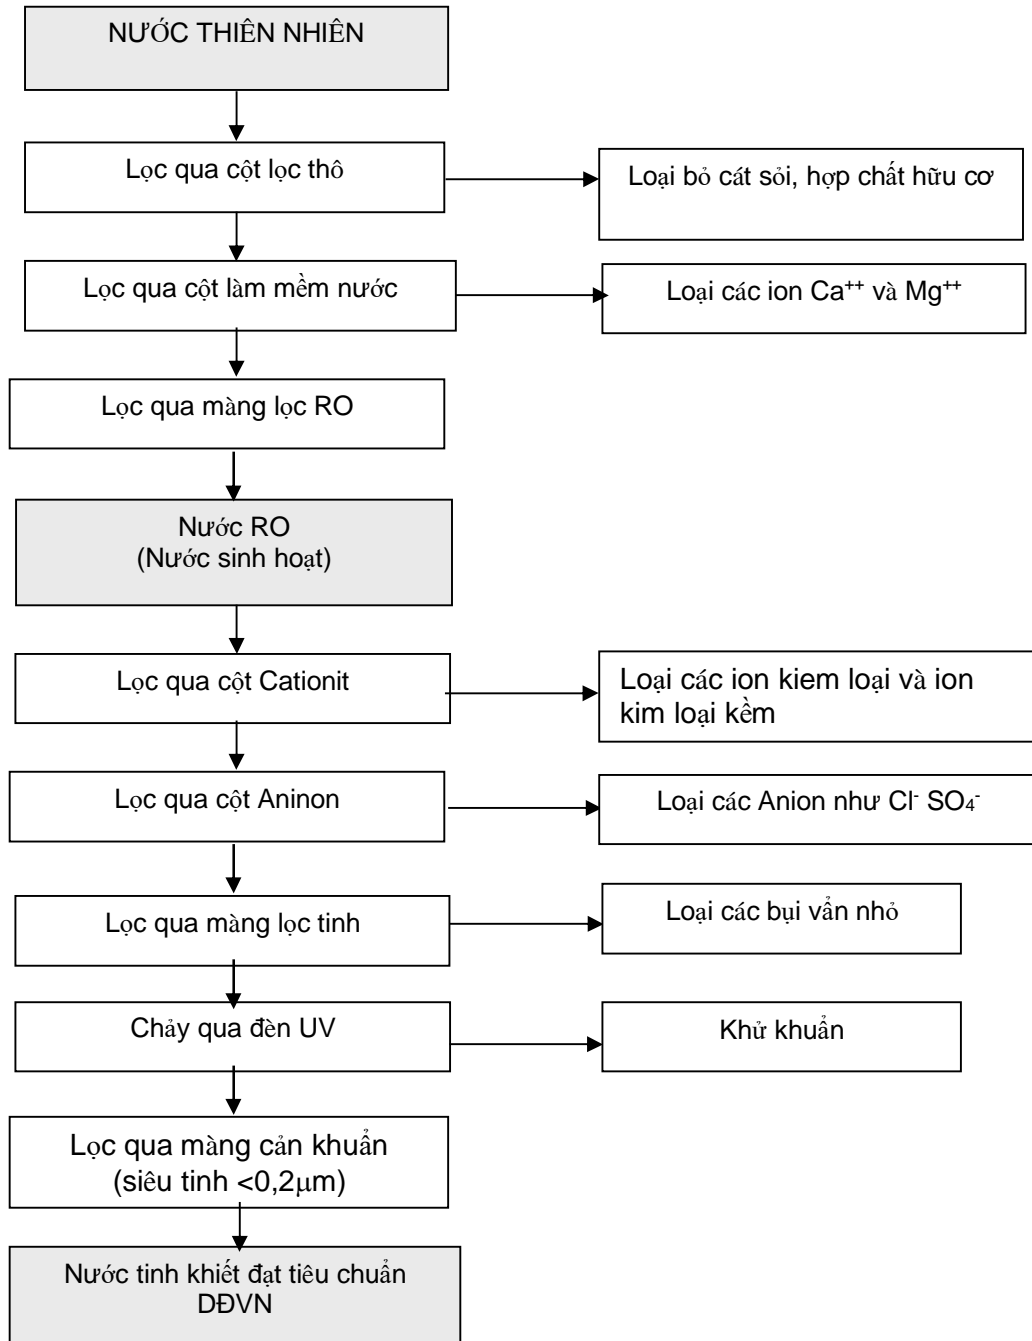 NƯỚC THIÊN NHIÊN
Lọc qua cột lọc thô
Loại bỏ cát sỏi, hợp chất hữu cơ
Lọc qua cột làm mềm nước
Loại các ion Ca⁺⁺ và Mg⁺⁺
Lọc qua màng lọc RO
Nước RO
(Nước sinh hoạt)
Lọc qua cột Cationit
Loại các ion kiem loại và ion
kim loại kềm
Lọc qua cột Aninon
Loại các Anion như Cl⁻ SO₄⁻
Lọc qua màng lọc tinh
Loại các bụi vẩn nhỏ
Chảy qua đèn UV
Khử khuẩn
Lọc qua màng cản khuẩn
(siêu tinh <0,2μm)
Nước tinh khiết đạt tiêu chuẩn
DĐVN